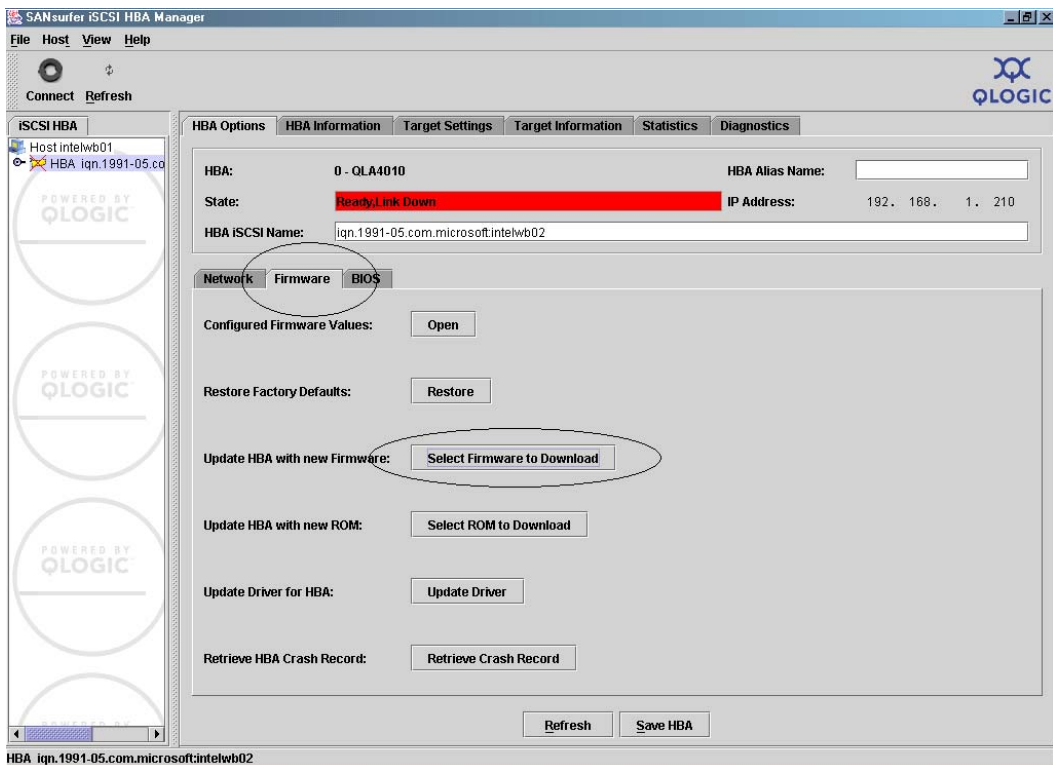 SANsurfer iSCSI HBA Manager
File Host View Help
Connect Refresh
QLOGIC
iSCSI HBA
Host intelwb01
HBA iqn.1991-05.co
POWERED BY
QLOGIC
POWERED BY
QLOGIC
POWERED BY
QLOGIC
HBA Options HBA Information Target Settings Target Information Statistics Diagnostics
HBA: 0 - QLA4010 HBA Alias Name:
State: Ready,Link Down IP Address: 192. 168. 1. 210
HBA iSCSI Name: iqn.1991-05.com.microsoft:intelwb02
Network Firmware BIOS
Configured Firmware Values: Open
Restore Factory Defaults: Restore
Update HBA with new Firmware: Select Firmware to Download
Update HBA with new ROM: Select ROM to Download
Update Driver for HBA: Update Driver
Retrieve HBA Crash Record: Retrieve Crash Record
Refresh Save HBA
HBA iqn.1991-05.com.microsoft:intelwb02